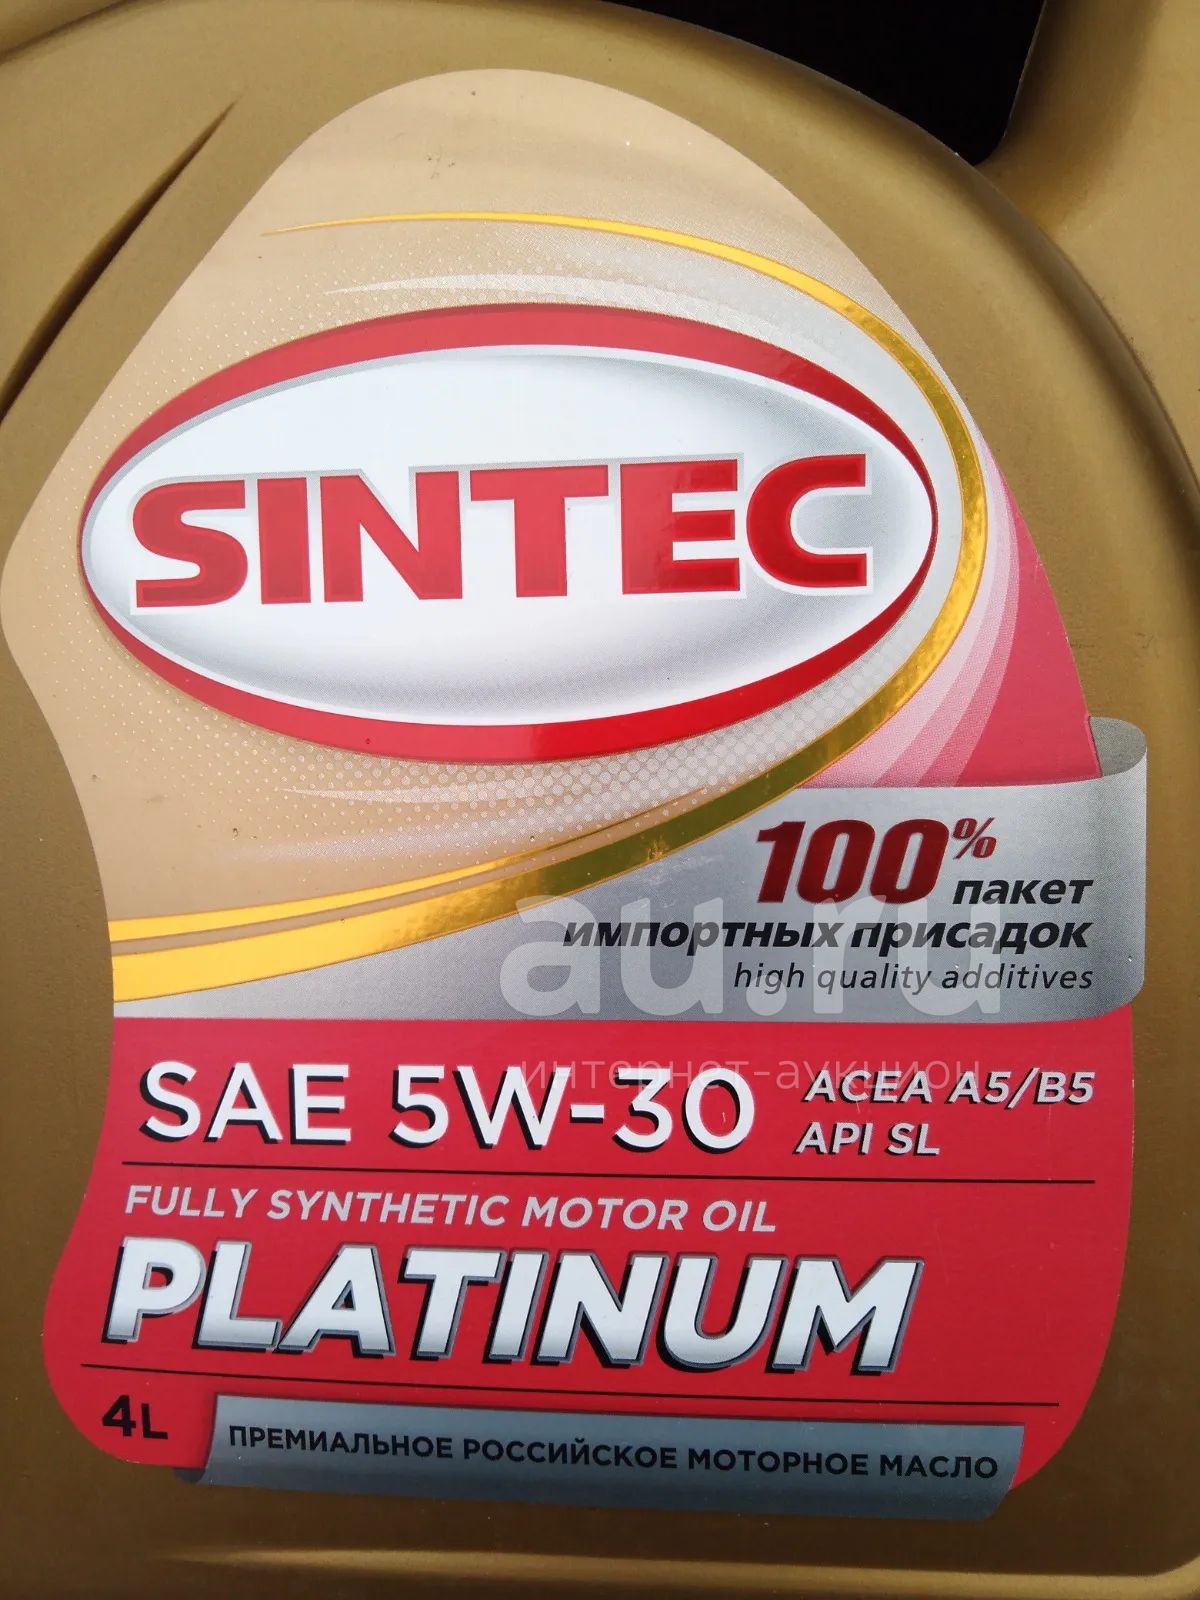 SINTEC
100%
пакет
импортных присадок
high quality additives
au.ru
интернет-аукцион
SAE 5W-30
ACEA A5/B5
API SL
FULLY SYNTHETIC MOTOR OIL
PLATINUM
4L
ПРЕМИАЛЬНОЕ РОССИЙСКОЕ МОТОРНОЕ МАСЛО